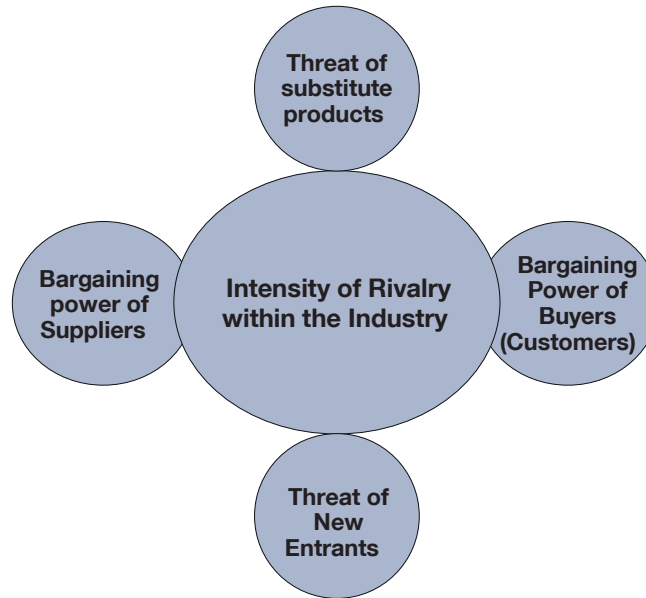 Threat of
substitute
products
Bargaining
power of
Suppliers
Intensity of Rivalry
within the Industry
Bargaining
Power of
Buyers
(Customers)
Threat of
New
Entrants